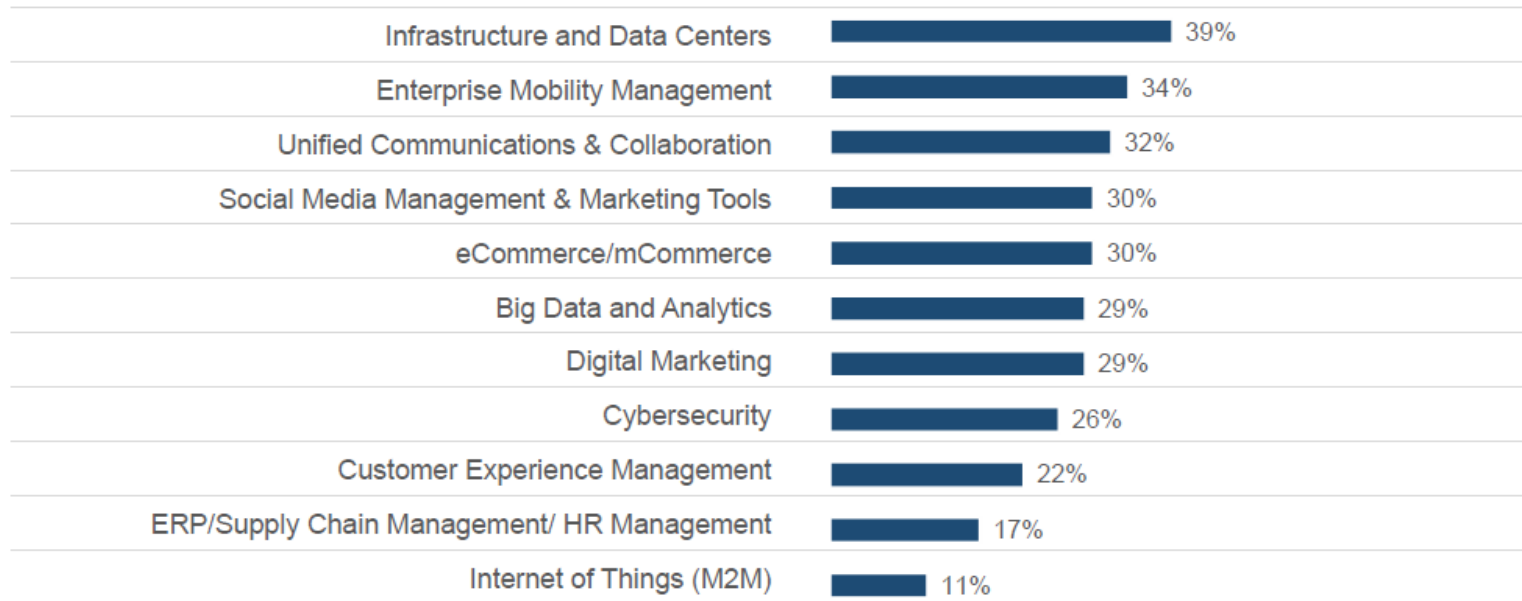 Infrastructure and Data Centers 39%
Enterprise Mobility Management 34%
Unified Communications & Collaboration 32%
Social Media Management & Marketing Tools 30%
eCommerce/mCommerce 30%
Big Data and Analytics 29%
Digital Marketing 29%
Cybersecurity 26%
Customer Experience Management 22%
ERP/Supply Chain Management/ HR Management 17%
Internet of Things (M2M) 11%